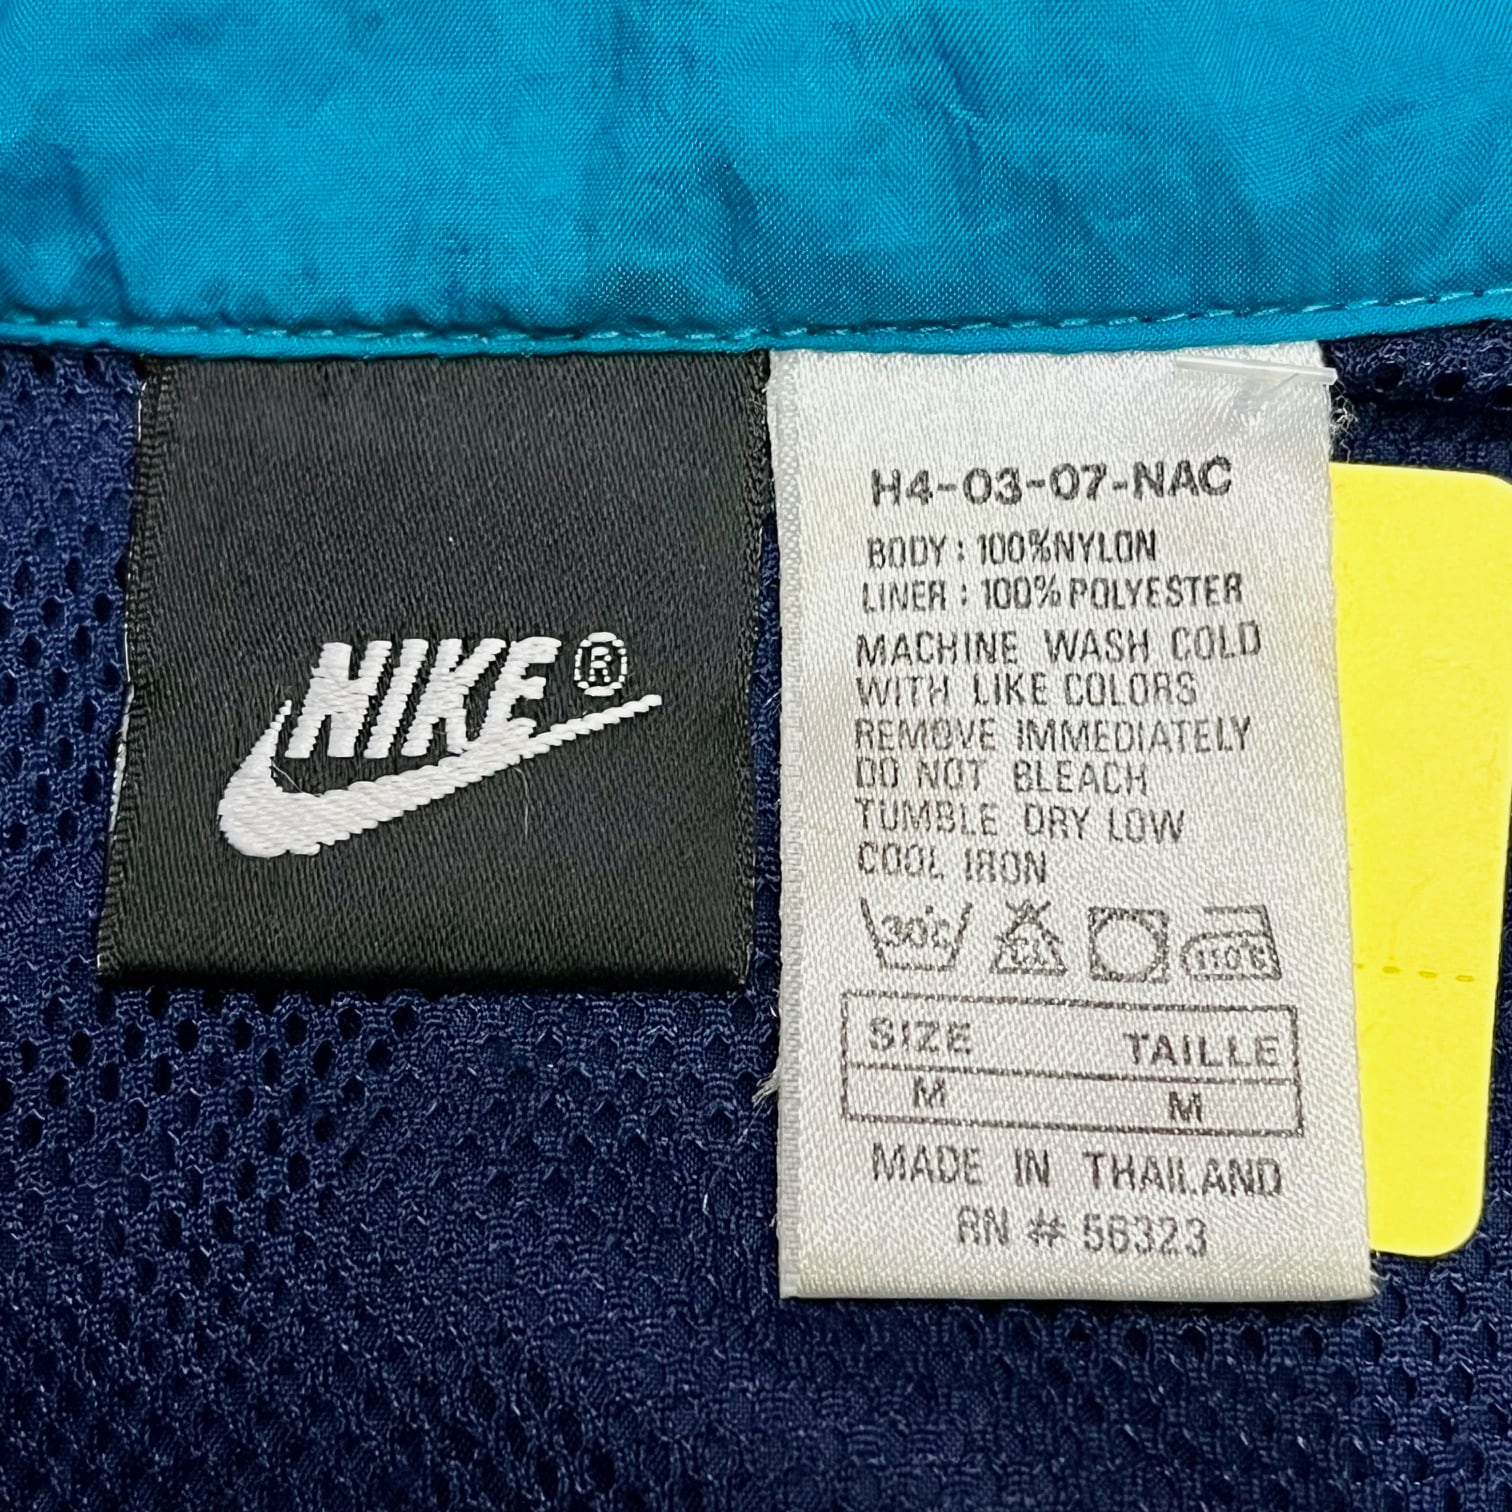 NIKE®
H4-03-07-NAC
BODY : 100%NYLON
LINER : 100% POLYESTER
MACHINE WASH COLD
WITH LIKE COLORS
REMOVE IMMEDIATELY
DO NOT BLEACH
TUMBLE DRY LOW
COOL IRON
30°C CL 110°C
SIZE TAILLE
M M
MADE IN THAILAND
RN # 56323